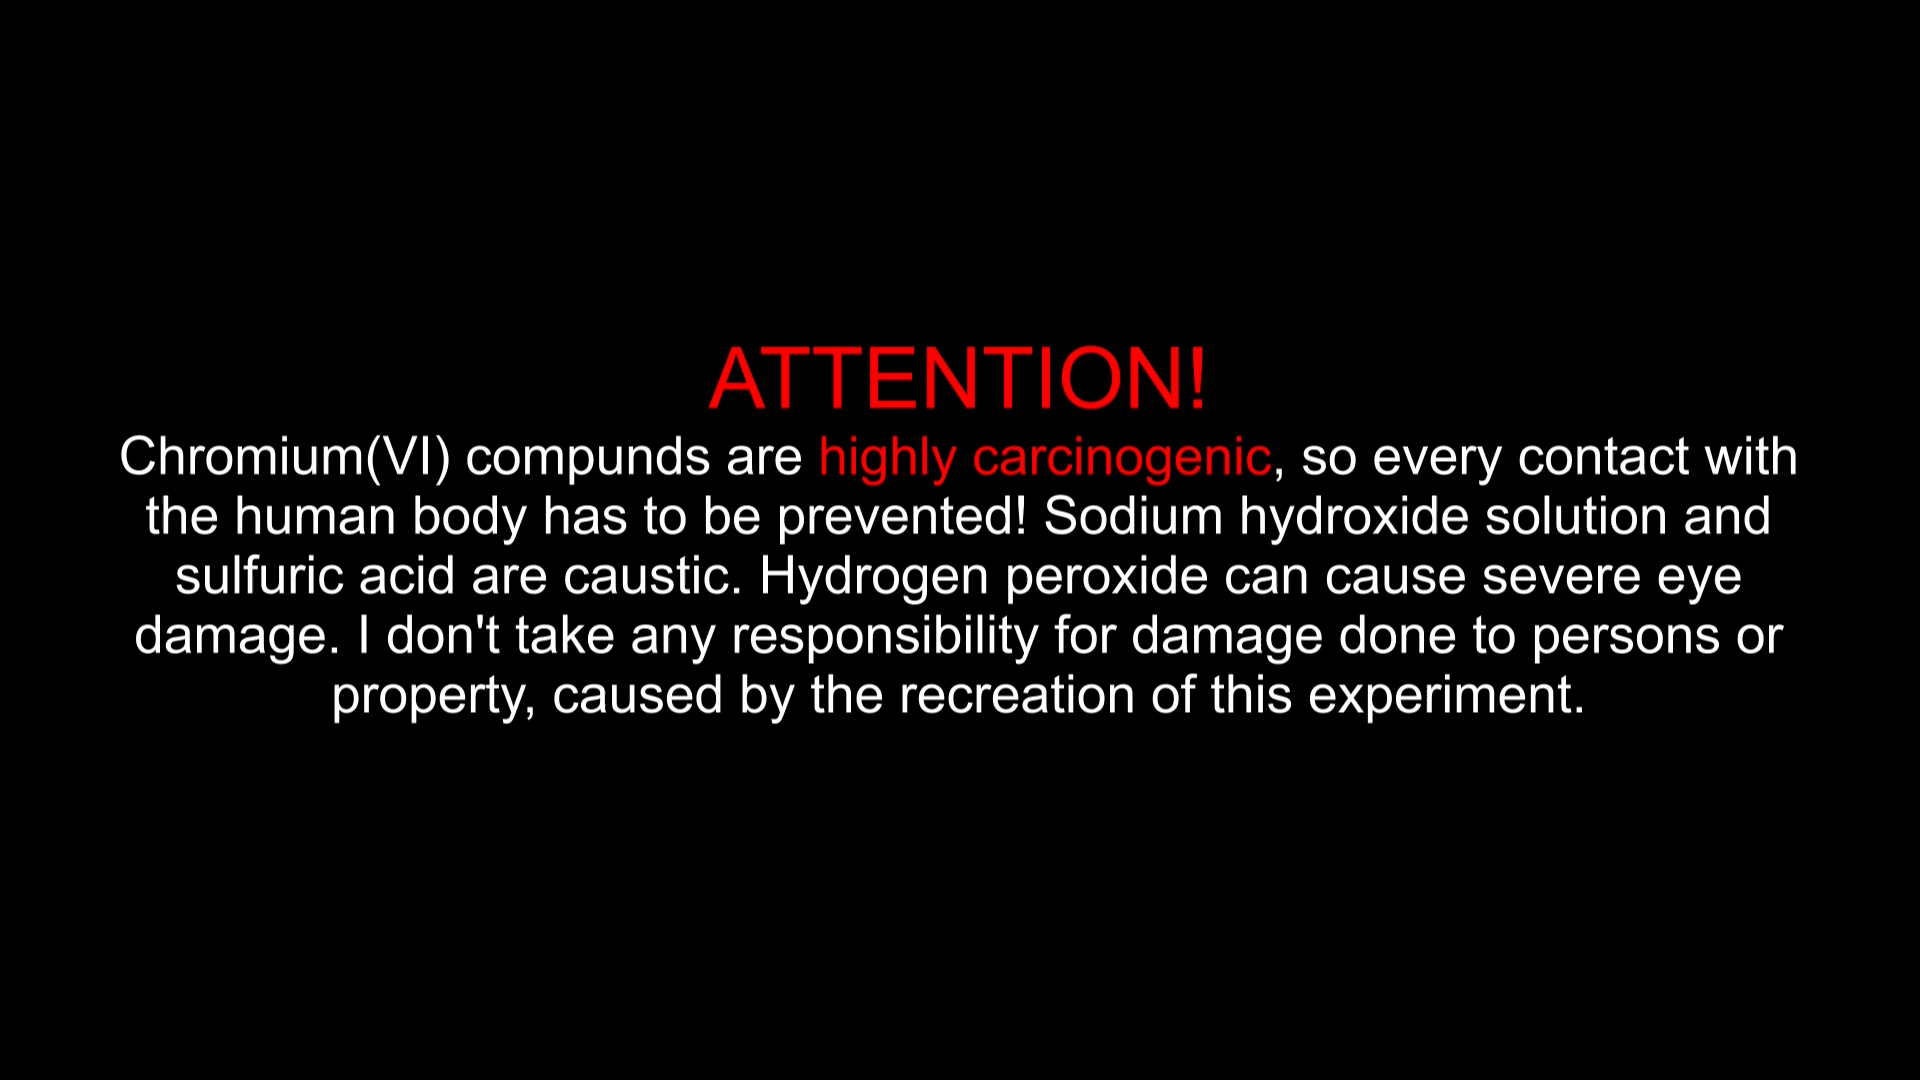 ATTENTION!
Chromium(VI) compunds are highly carcinogenic, so every contact with
the human body has to be prevented! Sodium hydroxide solution and
sulfuric acid are caustic. Hydrogen peroxide can cause severe eye
damage. I don't take any responsibility for damage done to persons or
property, caused by the recreation of this experiment.